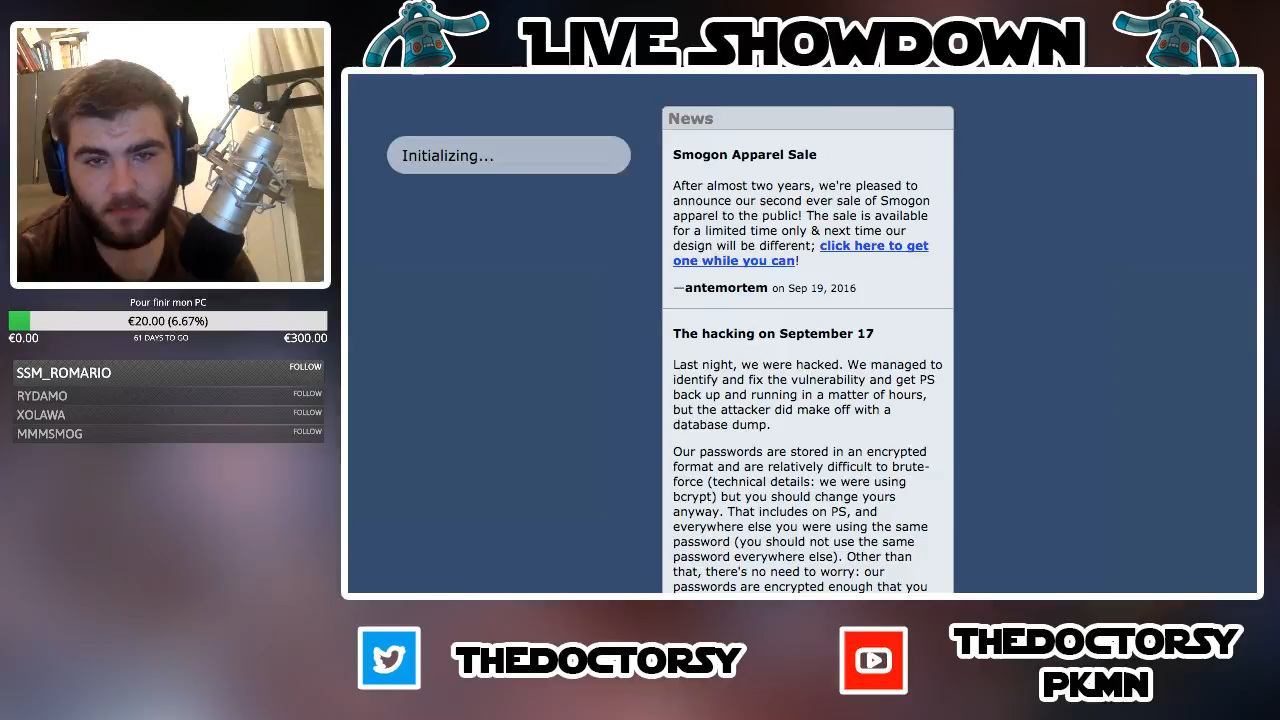 LIVE SHOWDOWN
Initializing...
News
Smogon Apparel Sale
After almost two years, we're pleased to
announce our second ever sale of Smogon
apparel to the public! The sale is available
for a limited time only & next time our
design will be different; click here to get
one while you can!
—antemortem on Sep 19, 2016
The hacking on September 17
Last night, we were hacked. We managed to
identify and fix the vulnerability and get PS
back up and running in a matter of hours,
but the attacker did make off with a
database dump.
Our passwords are stored in an encrypted
format and are relatively difficult to brute-
force (technical details: we were using
bcrypt) but you should change yours
anyway. That includes on PS, and
everywhere else you were using the same
password (you should not use the same
password everywhere else). Other than
that, there's no need to worry: our
passwords are encrypted enough that you
Pour finir mon PC
€20.00 (6.67%)
€0.00 61 DAYS TO GO €300.00
SSM_ROMARIO FOLLOW
RYDAMO FOLLOW
XOLAWA FOLLOW
MMMSMOG FOLLOW
THEDOCTORSY
THEDOCTORSY
PKMN